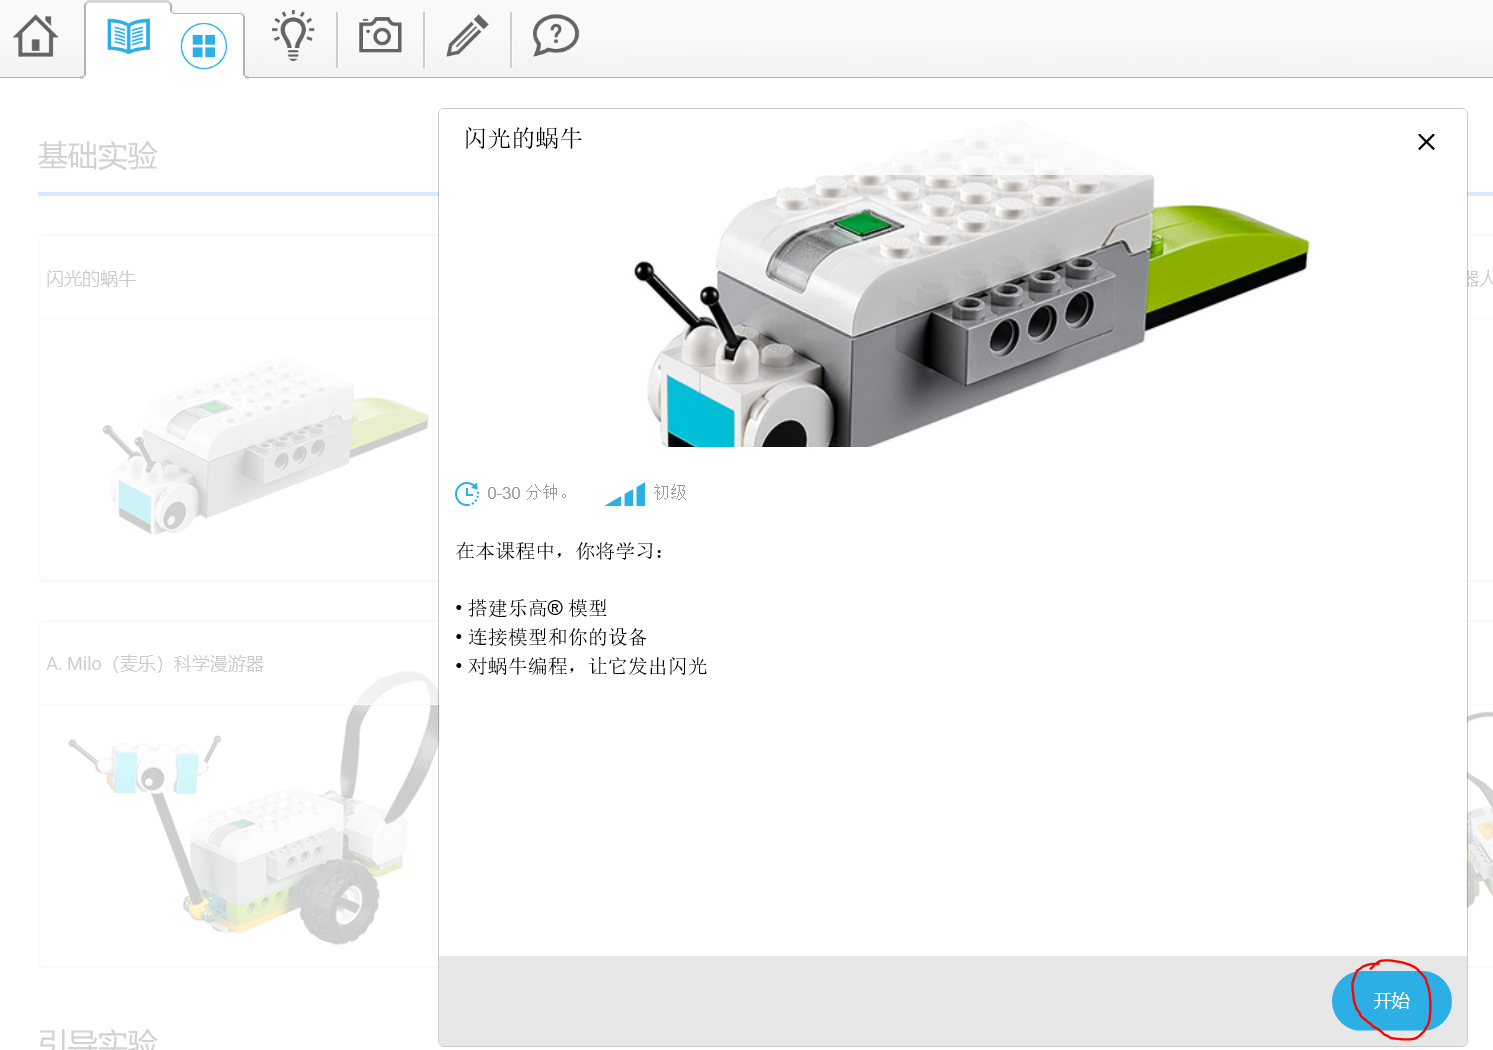 基础实验
闪光的蜗牛
A. Milo（麦乐）科学漫游器
引导实验
闪光的蜗牛
0-30 分钟。
初级
在本课程中，你将学习：
• 搭建乐高® 模型
• 连接模型和你的设备
• 对蜗牛编程，让它发出闪光
开始
器人